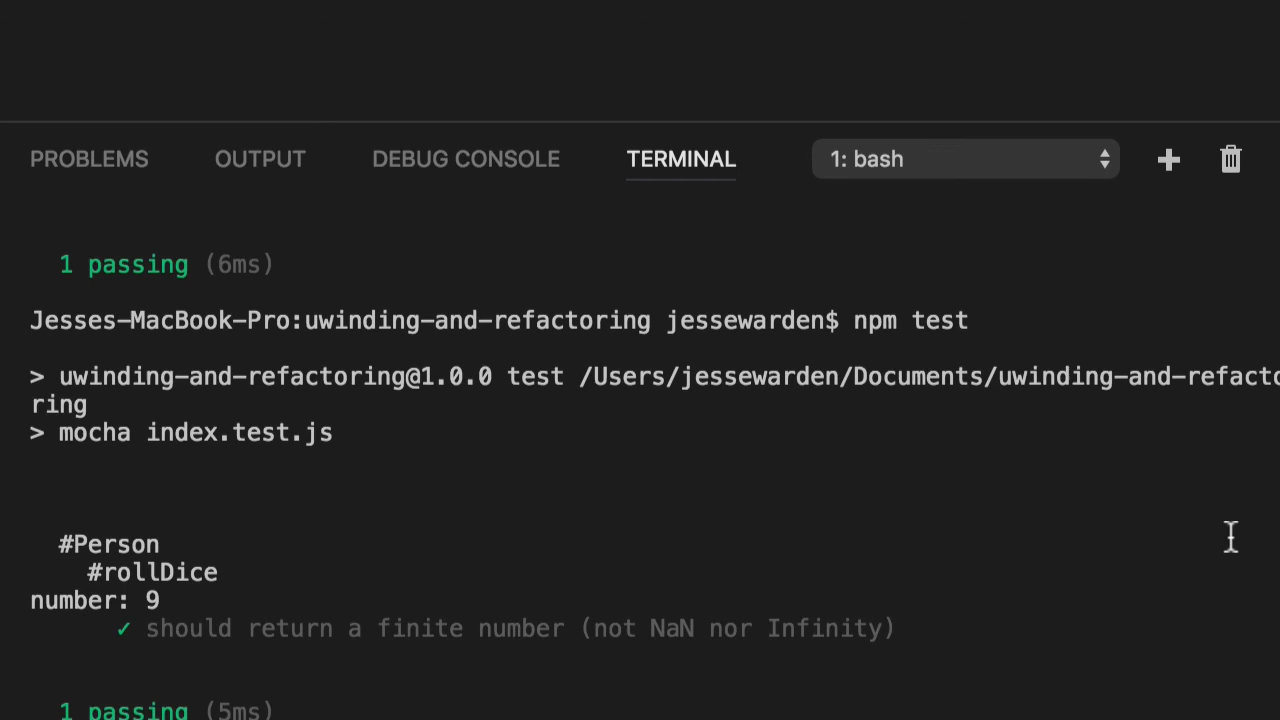 PROBLEMS OUTPUT DEBUG CONSOLE TERMINAL 1: bash
1 passing (6ms)
Jesses-MacBook-Pro:uwinding-and-refactoring jessewarden$ npm test
> uwinding-and-refactoring@1.0.0 test /Users/jessewarden/Documents/uwinding-and-refacto
ring
> mocha index.test.js
#Person
#rollDice
number: 9
✓ should return a finite number (not NaN nor Infinity)
1 passing (5ms)